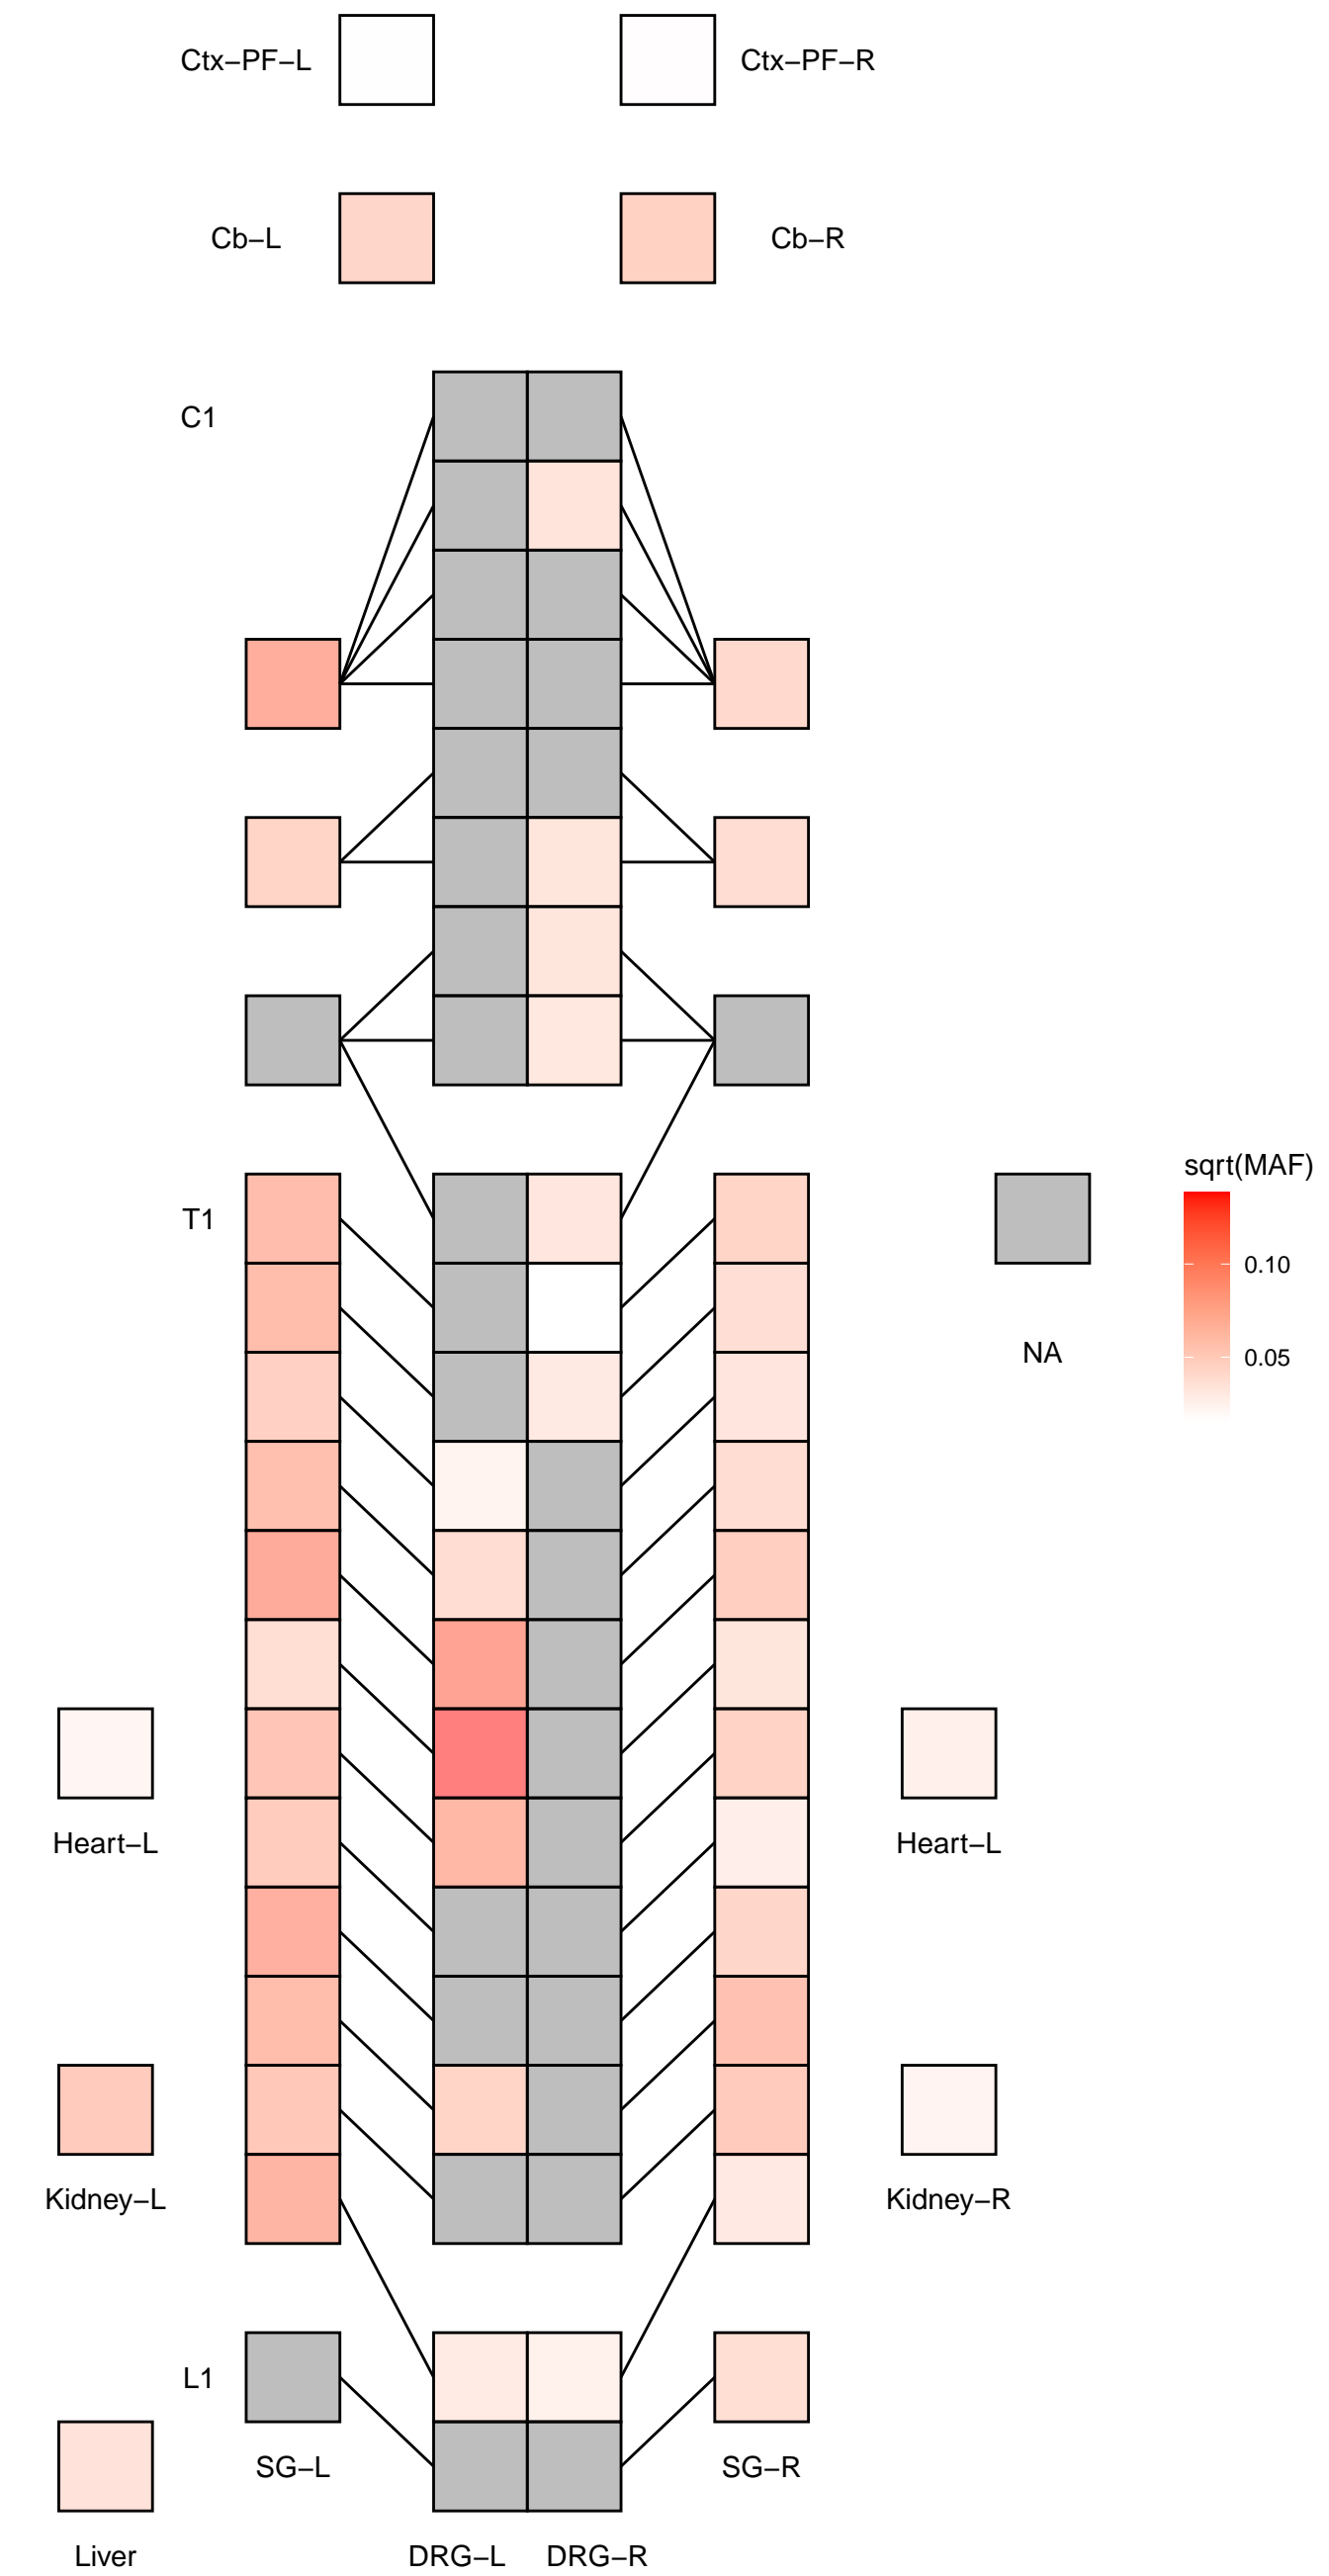 Ctx−PF−L
Ctx−PF−R
Cb−L
Cb−R
C1
T1
sqrt(MAF)
0.10
0.05
NA
Heart−L
Heart−L
Kidney−L
Kidney−R
L1
SG−L
SG−R
Liver
DRG−L
DRG−R